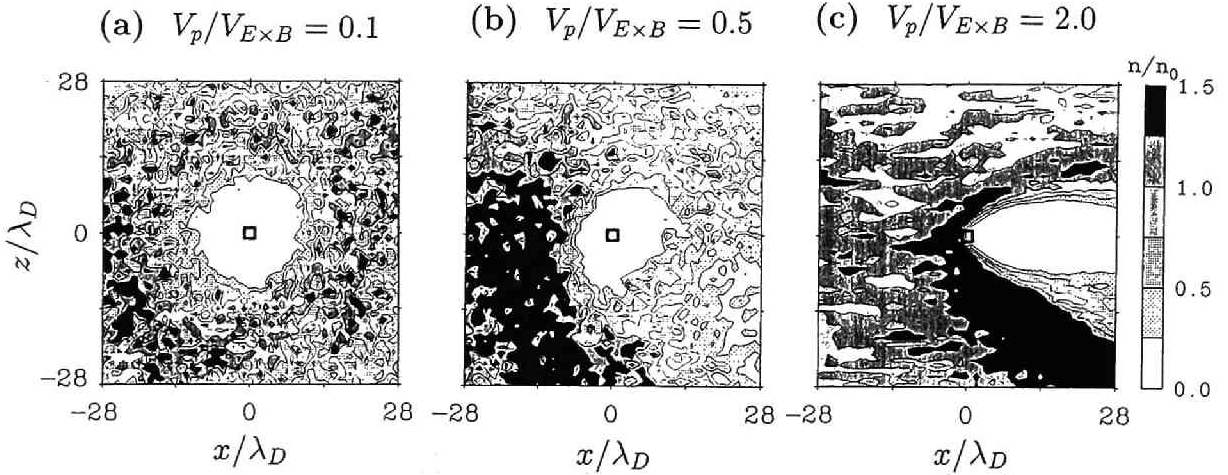 (a) V_p/V_{E×B} = 0.1 (b) V_p/V_{E×B} = 0.5 (c) V_p/V_{E×B} = 2.0
n/n_0
28 1.5
z/λ_D 0 1.0
0.5
−28 0.0
−28 0 28 −28 0 28 −28 0 28
x/λ_D x/λ_D x/λ_D